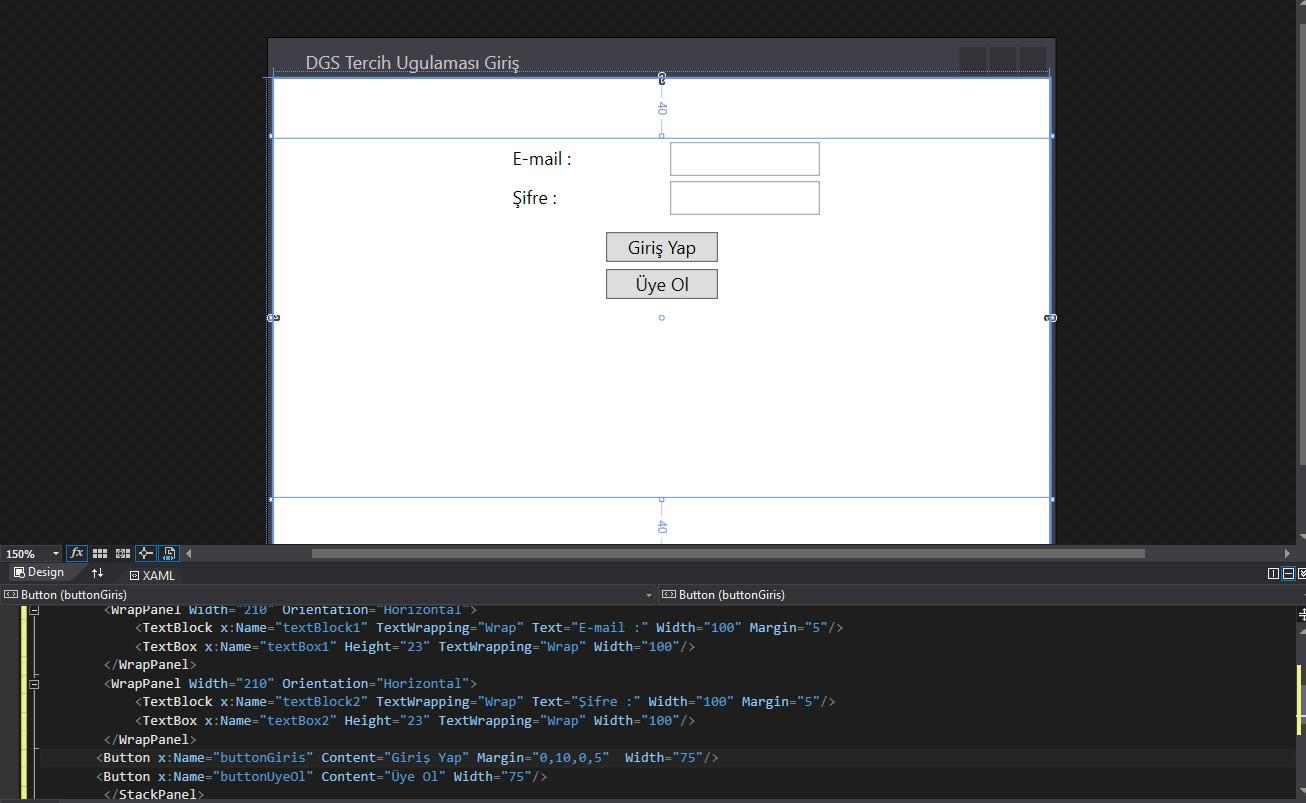 DGS Tercih Ugulaması Giriş
40
E-mail :
Şifre :
Giriş Yap
Üye Ol
40
150%
fx
Design
XAML
Button (buttonGiris)
Button (buttonGiris)
<WrapPanel Width="210" Orientation="Horizontal">
<TextBlock x:Name="textBlock1" TextWrapping="Wrap" Text="E-mail :" Width="100" Margin="5"/>
<TextBox x:Name="textBox1" Height="23" TextWrapping="Wrap" Width="100"/>
</WrapPanel>
<WrapPanel Width="210" Orientation="Horizontal">
<TextBlock x:Name="textBlock2" TextWrapping="Wrap" Text="Şifre :" Width="100" Margin="5"/>
<TextBox x:Name="textBox2" Height="23" TextWrapping="Wrap" Width="100"/>
</WrapPanel>
<Button x:Name="buttonGiris" Content="Giriş Yap" Margin="0,10,0,5"  Width="75"/>
<Button x:Name="buttonUyeOl" Content="Üye Ol" Width="75"/>
</StackPanel>